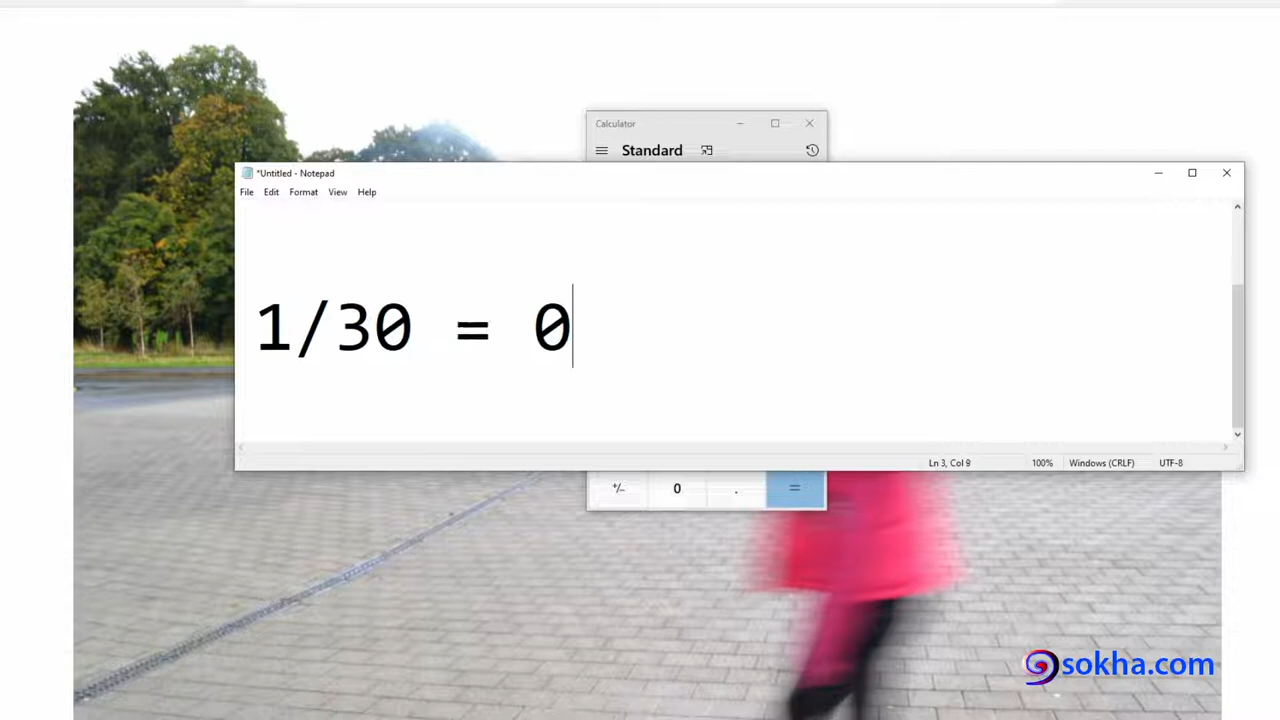 Calculator
Standard
*Untitled - Notepad
File Edit Format View Help
1/30 = 0
Ln 3, Col 9 100% Windows (CRLF) UTF-8
+/- 0 . =
sokha.com